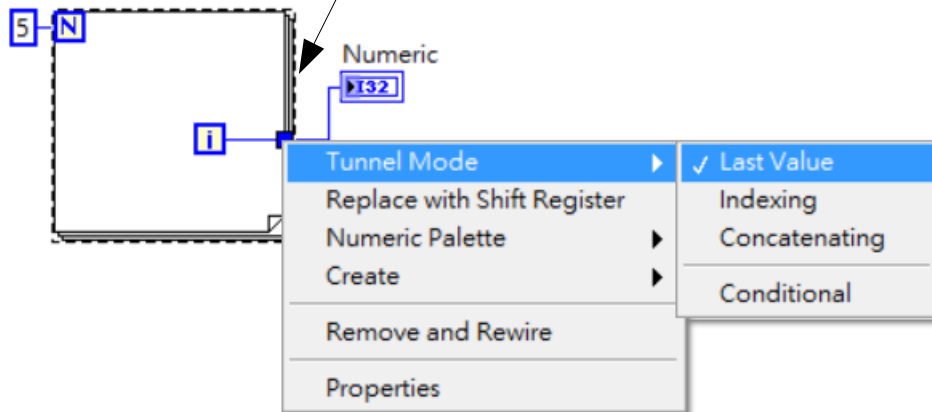 5 N
Numeric
I32
i
Tunnel Mode
Replace with Shift Register
Numeric Palette
Create
Remove and Rewire
Properties
✓ Last Value
Indexing
Concatenating
Conditional